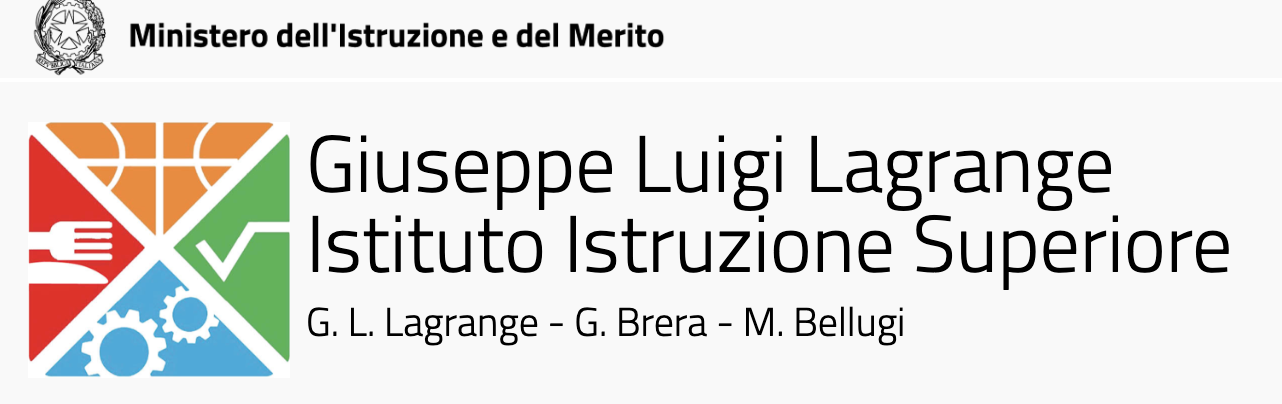 Ministero dell'Istruzione e del Merito
Giuseppe Luigi Lagrange
Istituto Istruzione Superiore
G. L. Lagrange - G. Brera - M. Bellugi